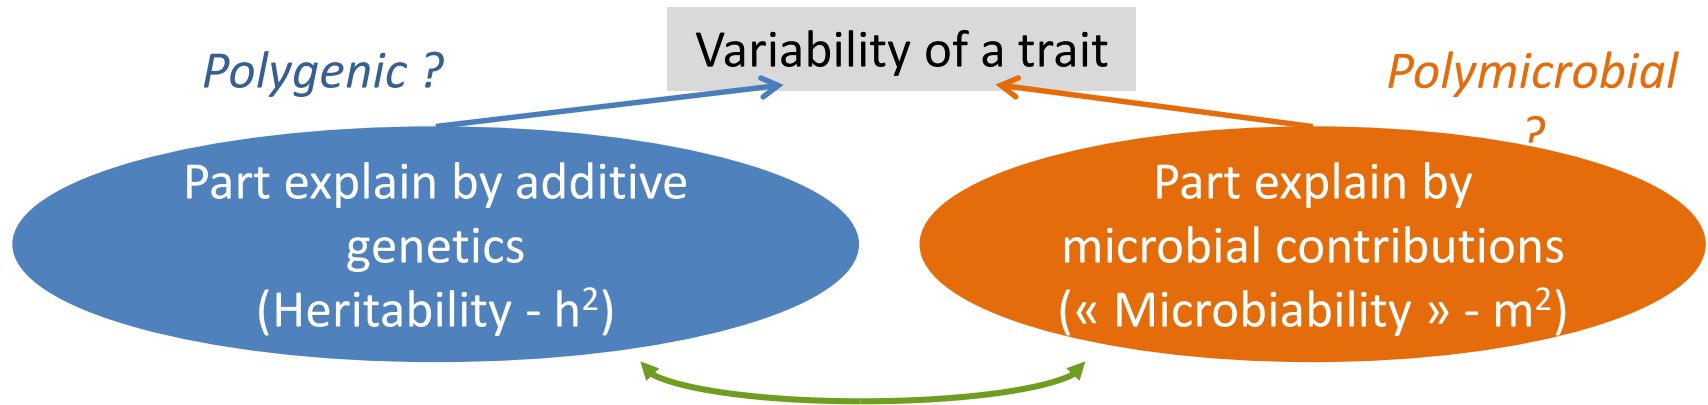 Variability of a trait
Polygenic ?
Polymicrobial
?
Part explain by additive
genetics
(Heritability - h²)
Part explain by
microbial contributions
(« Microbiability » - m²)